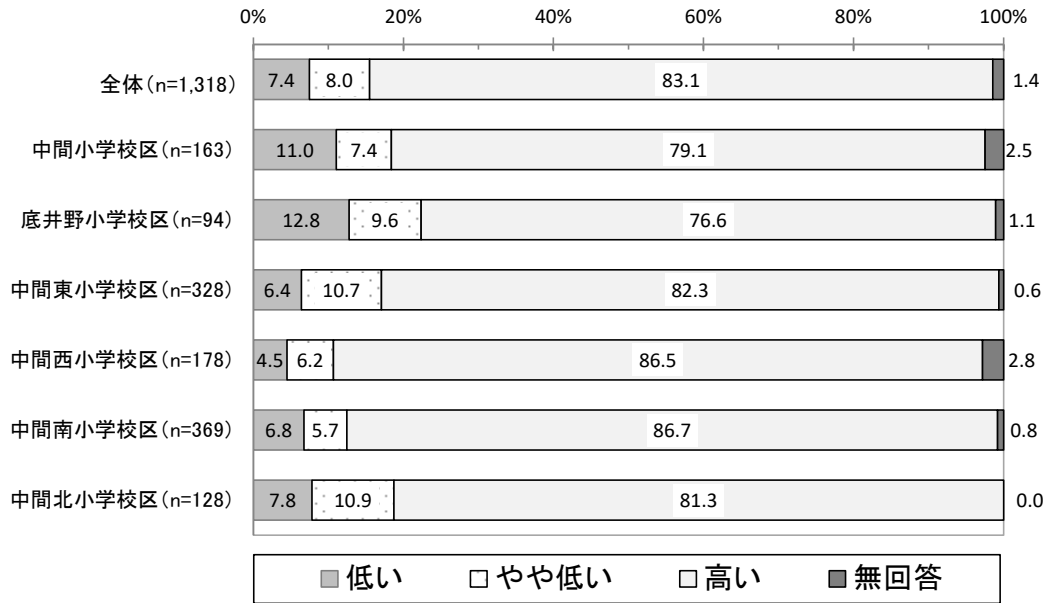 0% 20% 40% 60% 80% 100%
全体(n=1,318) 7.4 8.0 83.1 1.4
中間小学校区(n=163) 11.0 7.4 79.1 2.5
底井野小学校区(n=94) 12.8 9.6 76.6 1.1
中間東小学校区(n=328) 6.4 10.7 82.3 0.6
中間西小学校区(n=178) 4.5 6.2 86.5 2.8
中間南小学校区(n=369) 6.8 5.7 86.7 0.8
中間北小学校区(n=128) 7.8 10.9 81.3 0.0
低い やや低い 高い 無回答